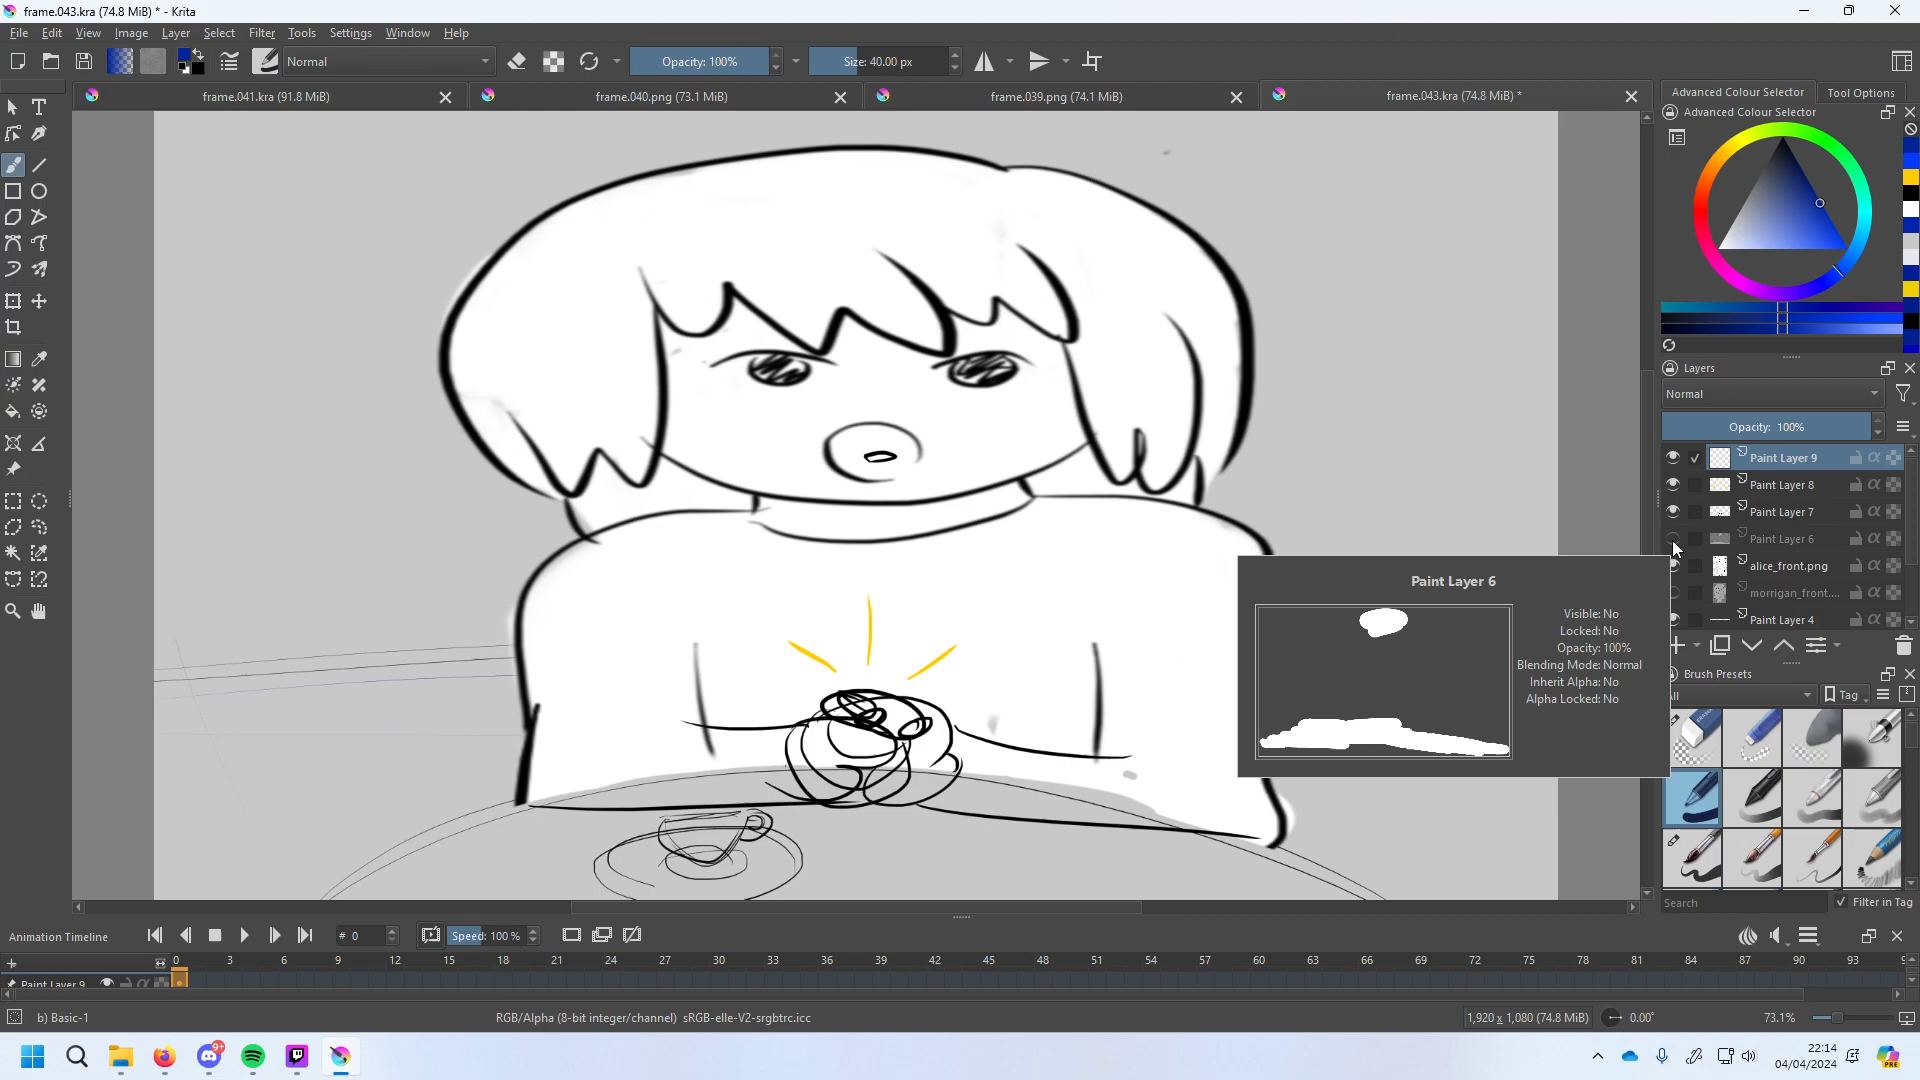 frame.043.kra (74.8 MiB) * - Krita
File Edit View Image Layer Select Filter Tools Settings Window Help
Normal Opacity: 100% Size: 40.00 px
frame.041.kra (91.8 MiB) frame.040.png (73.1 MiB) frame.039.png (74.1 MiB) frame.043.kra (74.8 MiB) *
Advanced Colour Selector Tool Options
Advanced Colour Selector
Layers
Normal
Opacity: 100%
Paint Layer 9
Paint Layer 8
Paint Layer 7
Paint Layer 6
alice_front.png
morrigan_front....
Paint Layer 4
Paint Layer 6
Visible: No
Locked: No
Opacity: 100%
Blending Mode: Normal
Inherit Alpha: No
Alpha Locked: No
Brush Presets
Tag
Search Filter in Tag
Animation Timeline # 0 Speed: 100 %
0 3 6 9 12 15 18 21 24 27 30 33 36 39 42 45 48 51 54 57 60 63 66 69 72 75 78 81 84 87 90 93
Paint Layer 9
b) Basic-1 RGB/Alpha (8-bit integer/channel) sRGB-elle-V2-srgbtrc.icc 1,920 x 1,080 (74.8 MiB) 0.00° 73.1%
9+
22:14
04/04/2024
PRE